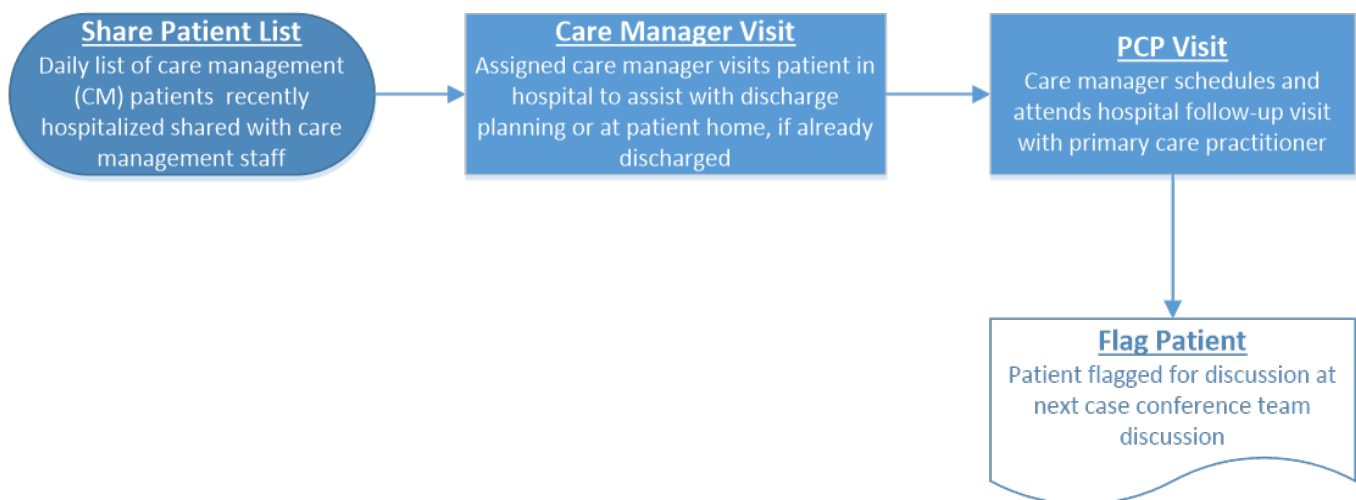 Share Patient List
Daily list of care management
(CM) patients  recently
hospitalized shared with care
management staff
Care Manager Visit
Assigned care manager visits patient in
hospital to assist with discharge
planning or at patient home, if already
discharged
PCP Visit
Care manager schedules and
attends hospital follow-up visit
with primary care practitioner
Flag Patient
Patient flagged for discussion at
next case conference team
discussion